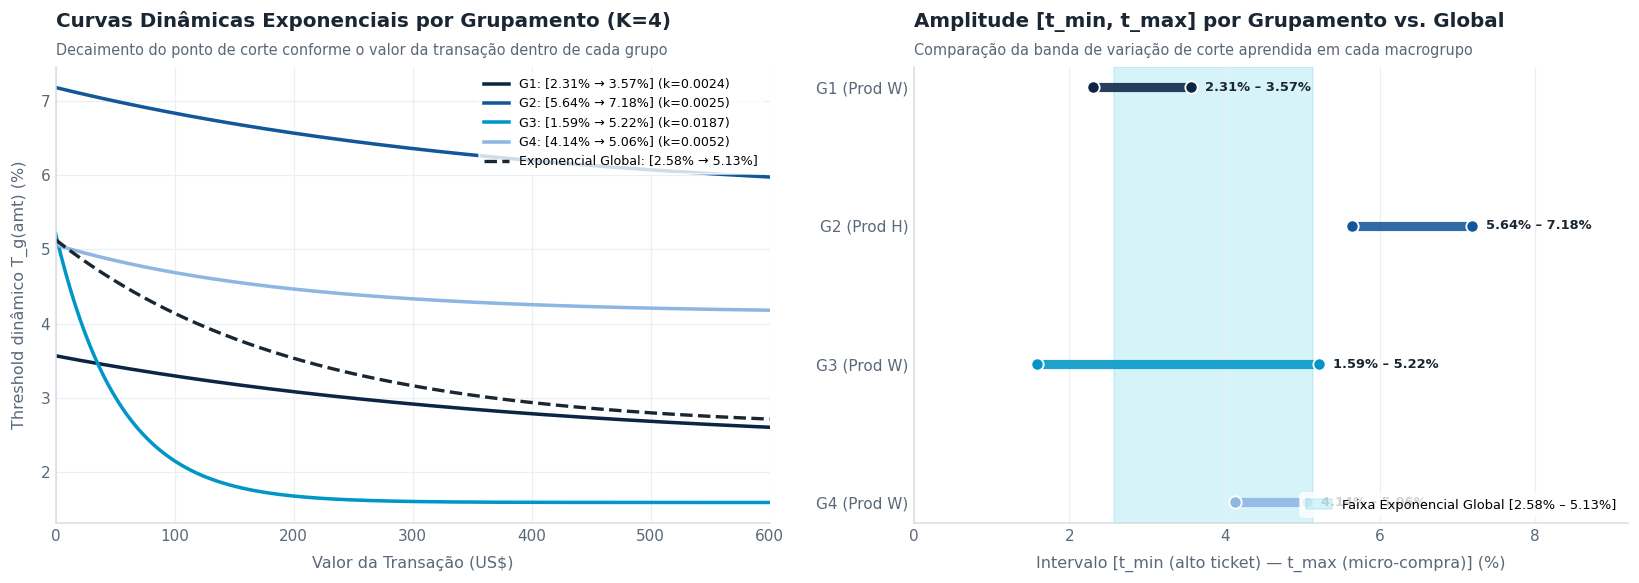 Curvas Dinâmicas Exponenciais por Grupamento (K=4)
Decaimento do ponto de corte conforme o valor da transação dentro de cada grupo
G1: [2.31% → 3.57%] (k=0.0024)
G2: [5.64% → 7.18%] (k=0.0025)
G3: [1.59% → 5.22%] (k=0.0187)
G4: [4.14% → 5.06%] (k=0.0052)
Exponencial Global: [2.58% → 5.13%]
Threshold dinâmico T_g(amt) (%)
7
6
5
4
3
2
0 100 200 300 400 500 600
Valor da Transação (US$)
Amplitude [t_min, t_max] por Grupamento vs. Global
Comparação da banda de variação de corte aprendida em cada macrogrupo
G1 (Prod W) 2.31% – 3.57%
G2 (Prod H) 5.64% – 7.18%
G3 (Prod W) 1.59% – 5.22%
G4 (Prod W) 4.14% – 5.06%
Faixa Exponencial Global [2.58% – 5.13%]
0 2 4 6 8
Intervalo [t_min (alto ticket) — t_max (micro-compra)] (%)